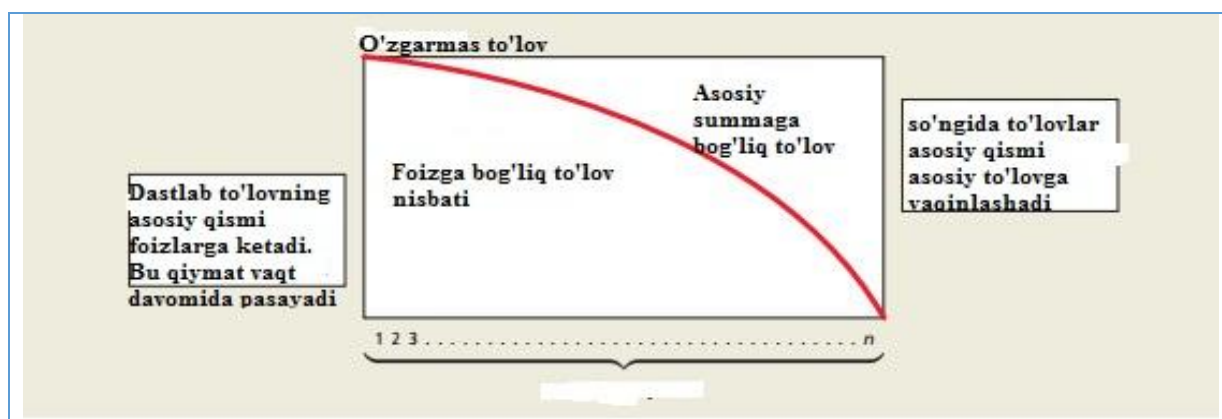 O'zgarmas to'lov
Asosiy
summaga
bog'liq to'lov
Foizga bog'liq to'lov
nisbati
Dastlab to'lovning
asosiy qismi
foizlarga ketadi.
Bu qiymat vaqt
davomida pasayadi
so'ngida to'lovlar
asosiy qismi
asosiy to'lovga
yaqinlashadi
1 2 3 . . . . . . . . . . . . . . . . . . . . . . . . . . . . . . . . . . . n